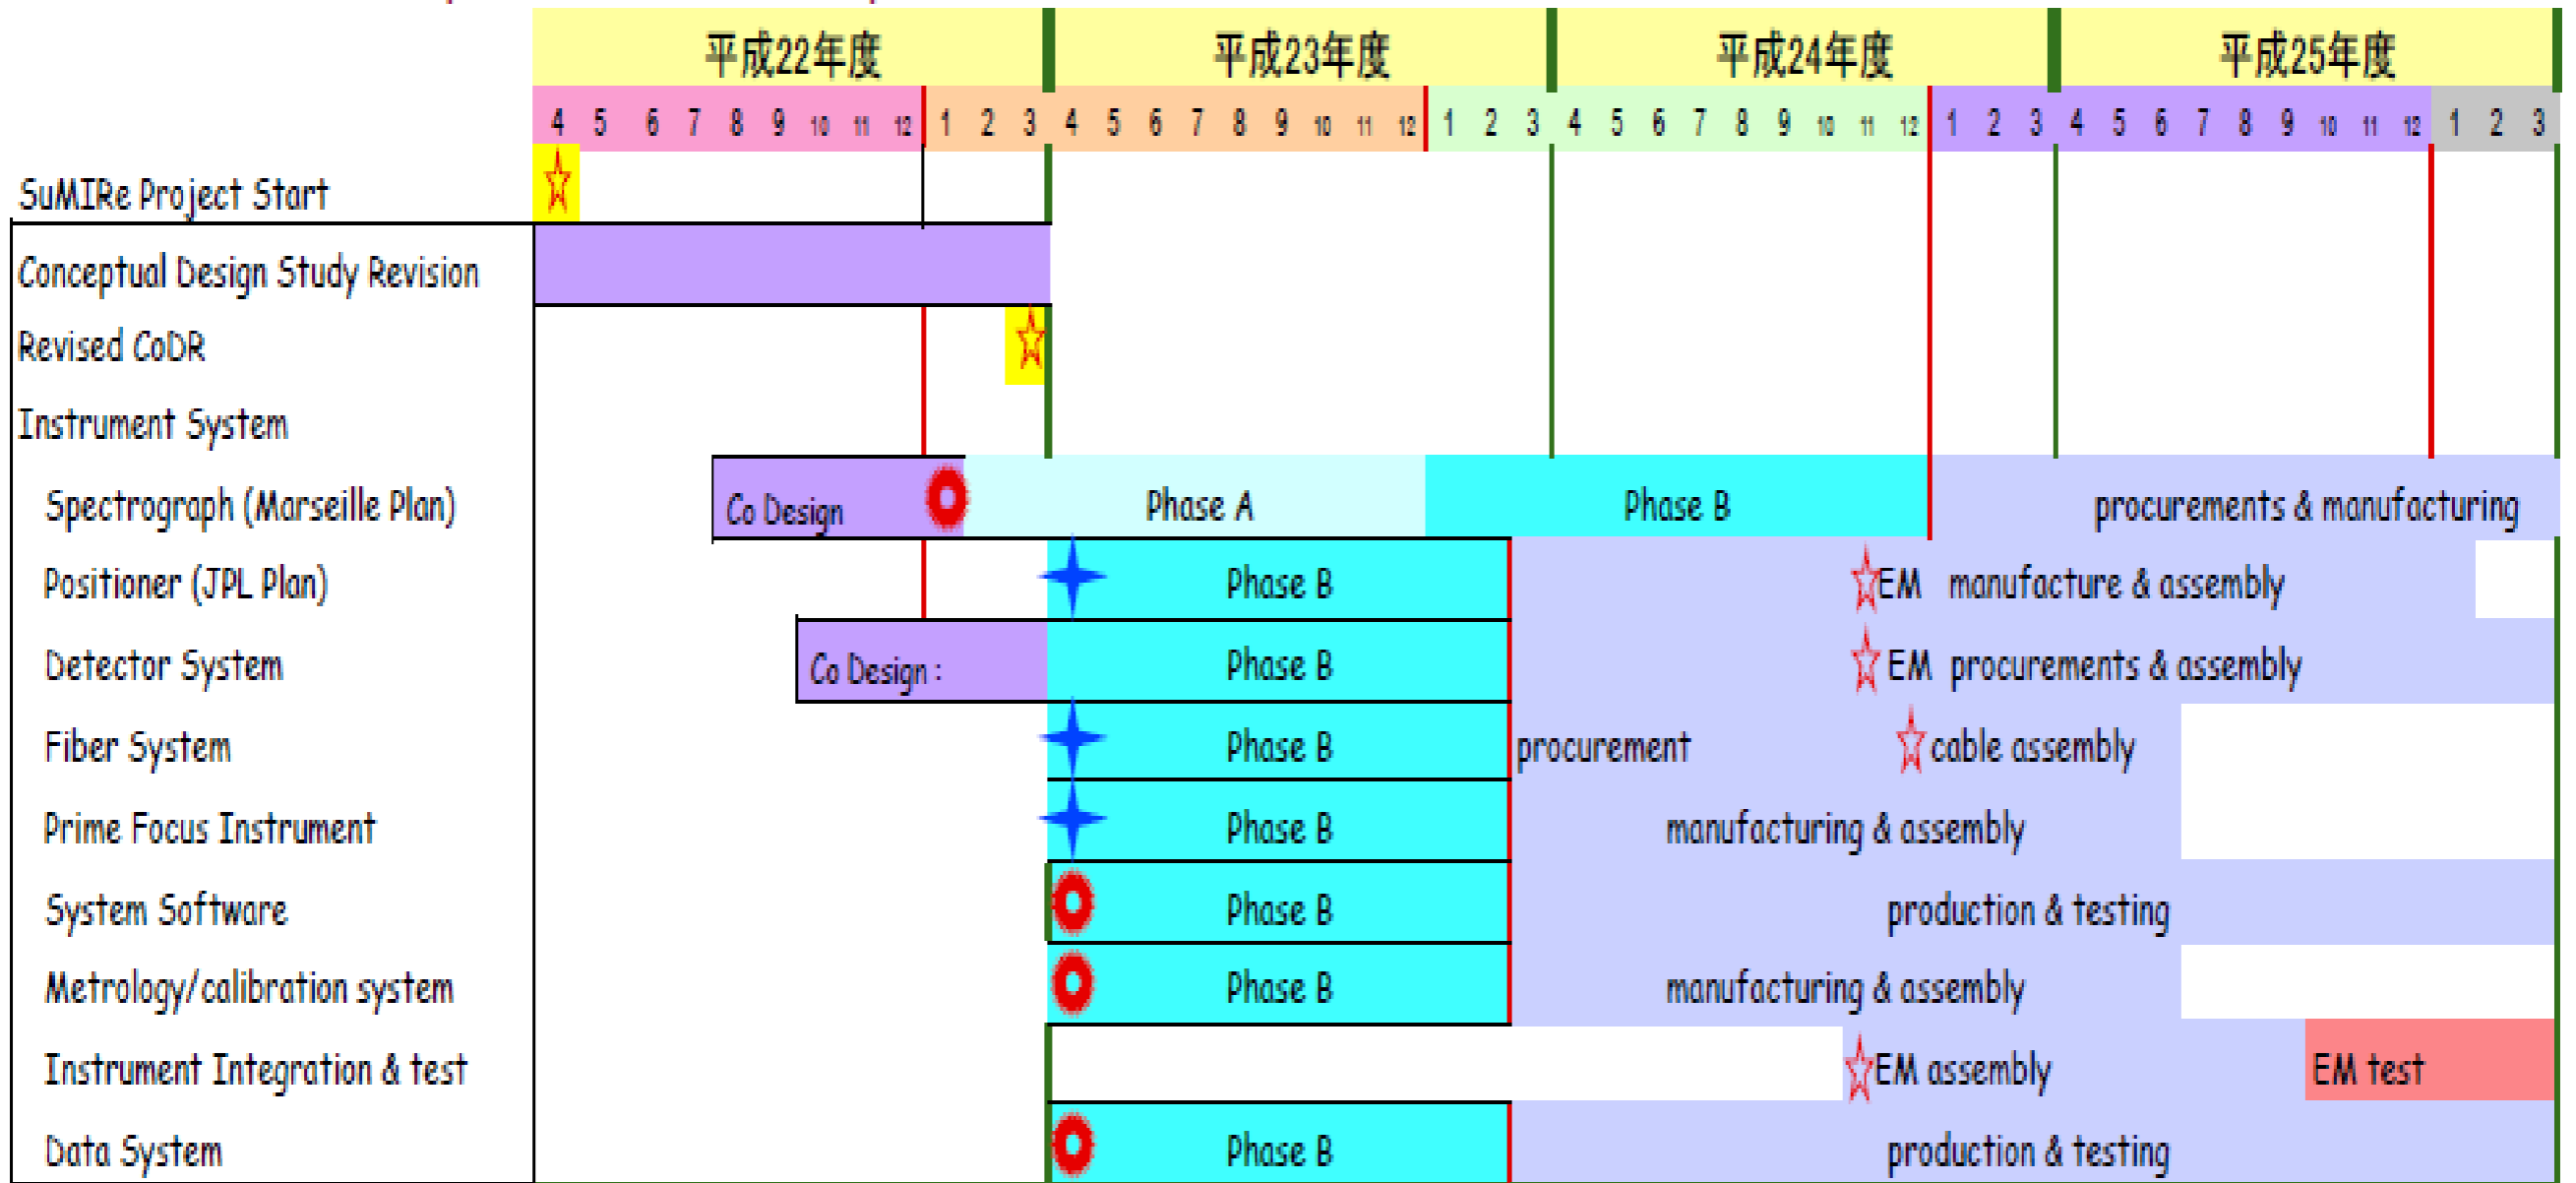 平成22年度 平成23年度 平成24年度 平成25年度
4 5 6 7 8 9 10 11 12 1 2 3 4 5 6 7 8 9 10 11 12 1 2 3 4 5 6 7 8 9 10 11 12 1 2 3 4 5 6 7 8 9 10 11 12 1 2 3
SuMIRe Project Start
Conceptual Design Study Revision
Revised CoDR
Instrument System
Spectrograph (Marseille Plan) Co Design Phase A Phase B procurements & manufacturing
Positioner (JPL Plan) Phase B EM manufacture & assembly
Detector System Co Design : Phase B EM procurements & assembly
Fiber System Phase B procurement cable assembly
Prime Focus Instrument Phase B manufacturing & assembly
System Software Phase B production & testing
Metrology/calibration system Phase B manufacturing & assembly
Instrument Integration & test EM assembly EM test
Data System Phase B production & testing